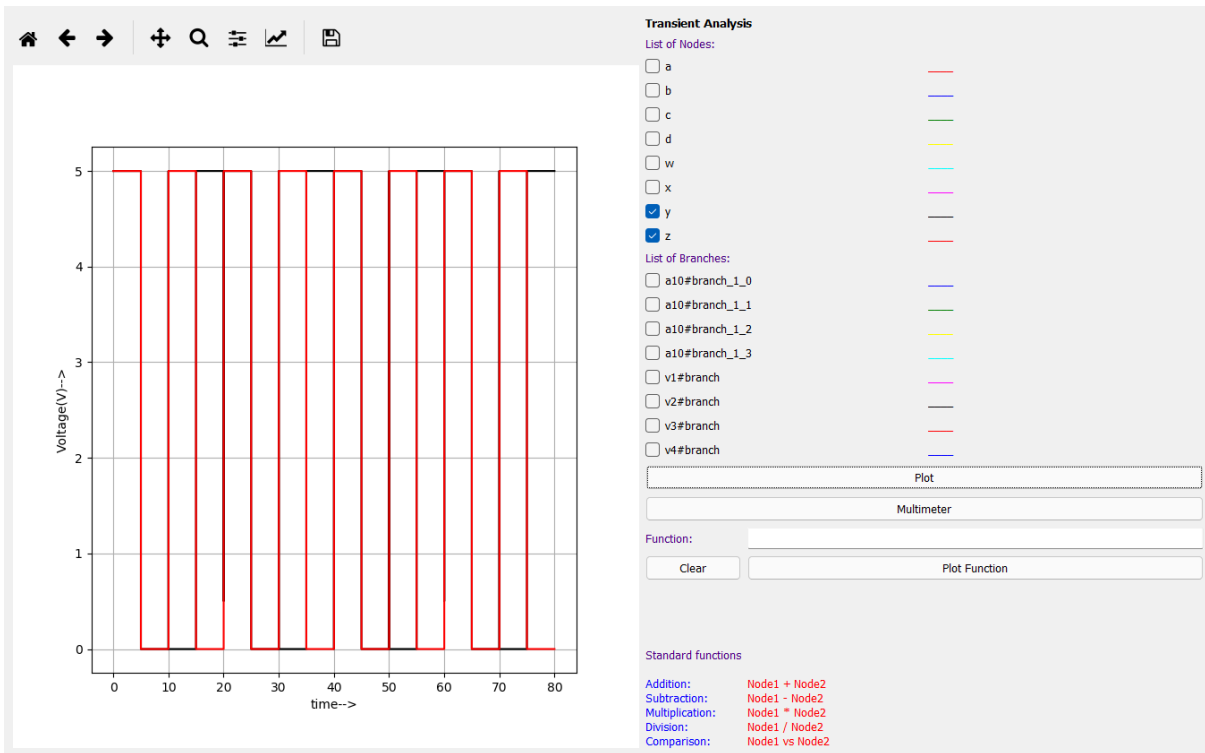 Transient Analysis
List of Nodes:
a
b
c
d
w
x
y
z
List of Branches:
a10#branch_1_0
a10#branch_1_1
a10#branch_1_2
a10#branch_1_3
v1#branch
v2#branch
v3#branch
v4#branch
Plot
Multimeter
Function:
Clear
Plot Function
Standard functions
Addition: Node1 + Node2
Subtraction: Node1 - Node2
Multiplication: Node1 * Node2
Division: Node1 / Node2
Comparison: Node1 vs Node2
Voltage(V)-->
5
4
3
2
1
0
0 10 20 30 40 50 60 70 80
time-->